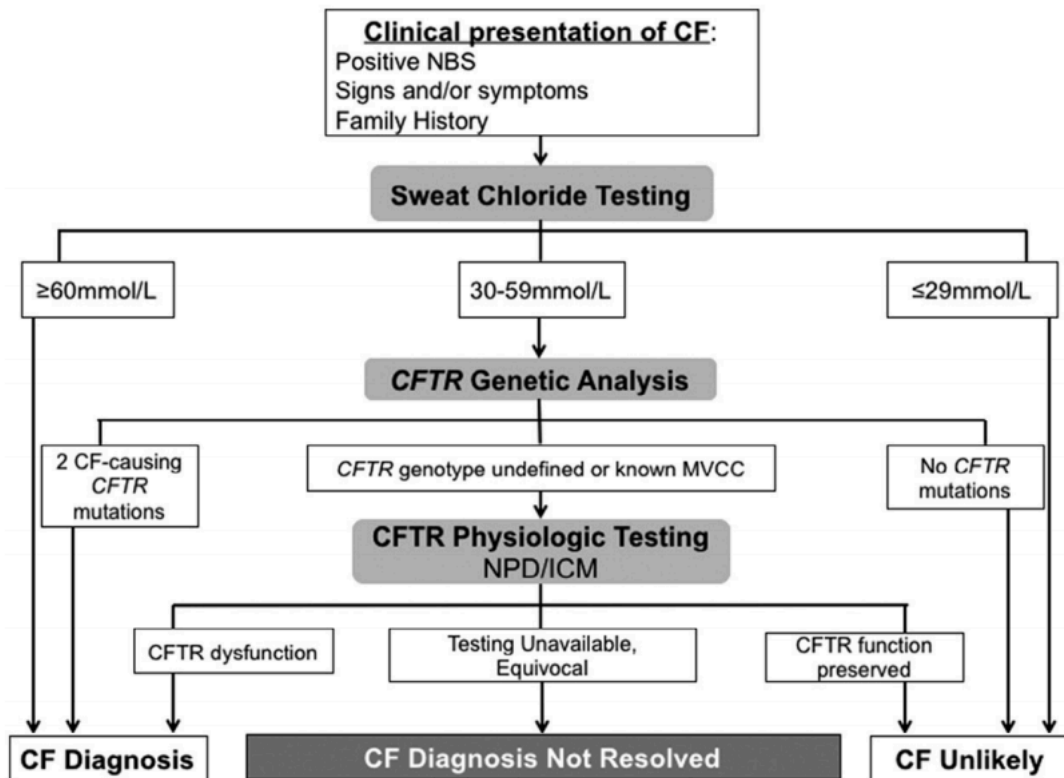 Clinical presentation of CF:
Positive NBS
Signs and/or symptoms
Family History
Sweat Chloride Testing
≥60mmol/L
30-59mmol/L
≤29mmol/L
CFTR Genetic Analysis
2 CF-causing
CFTR
mutations
CFTR genotype undefined or known MVCC
No CFTR
mutations
CFTR Physiologic Testing
NPD/ICM
CFTR dysfunction
Testing Unavailable,
Equivocal
CFTR function
preserved
CF Diagnosis
CF Diagnosis Not Resolved
CF Unlikely